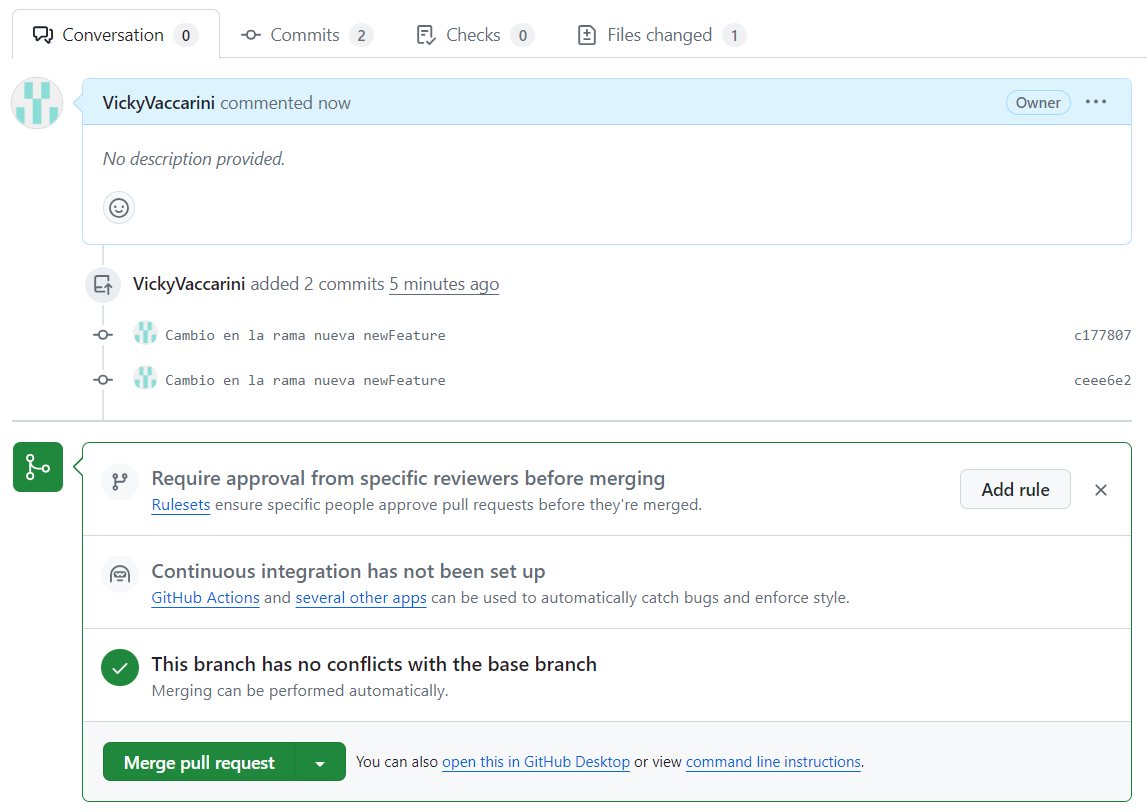 Conversation 0 Commits 2 Checks 0 Files changed 1
VickyVaccarini commented now Owner
No description provided.
VickyVaccarini added 2 commits 5 minutes ago
Cambio en la rama nueva newFeature c177807
Cambio en la rama nueva newFeature ceee6e2
Require approval from specific reviewers before merging
Rulesets ensure specific people approve pull requests before they're merged.
Add rule
Continuous integration has not been set up
GitHub Actions and several other apps can be used to automatically catch bugs and enforce style.
This branch has no conflicts with the base branch
Merging can be performed automatically.
Merge pull request You can also open this in GitHub Desktop or view command line instructions.